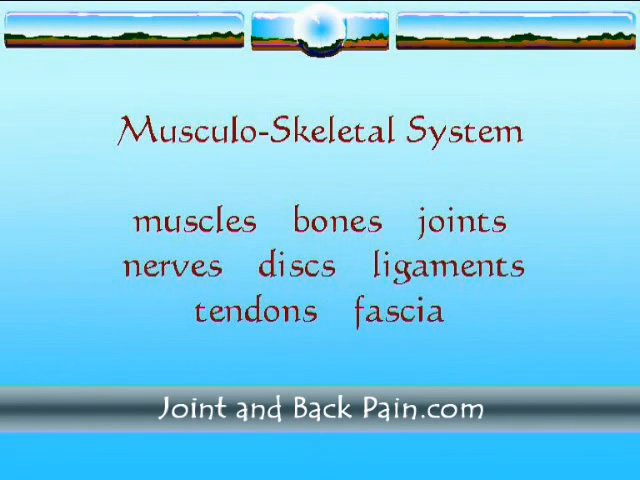 Musculo-Skeletal System
muscles bones joints
nerves discs ligaments
tendons fascia
Joint and Back Pain.com